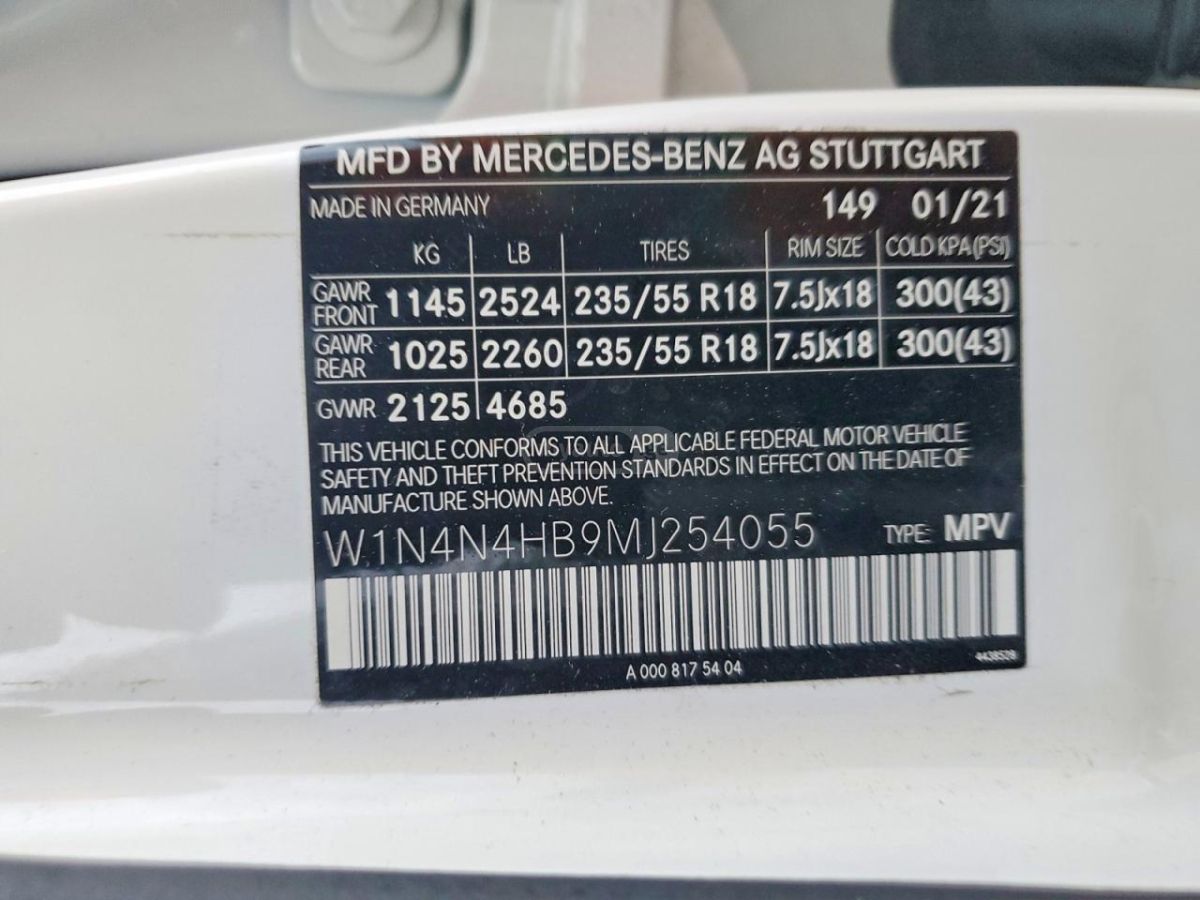 MFD BY MERCEDES-BENZ AG STUTTGART
MADE IN GERMANY 149 01/21
KG LB TIRES RIM SIZE COLD KPA(PSI)
GAWR FRONT 1145 2524 235/55 R18 7.5Jx18 300(43)
GAWR REAR 1025 2260 235/55 R18 7.5Jx18 300(43)
GVWR 2125 4685
THIS VEHICLE CONFORMS TO ALL APPLICABLE FEDERAL MOTOR VEHICLE
SAFETY AND THEFT PREVENTION STANDARDS IN EFFECT ON THE DATE OF
MANUFACTURE SHOWN ABOVE.
W1N4N4HB9MJ254055 TYPE: MPV
A 000 817 54 04